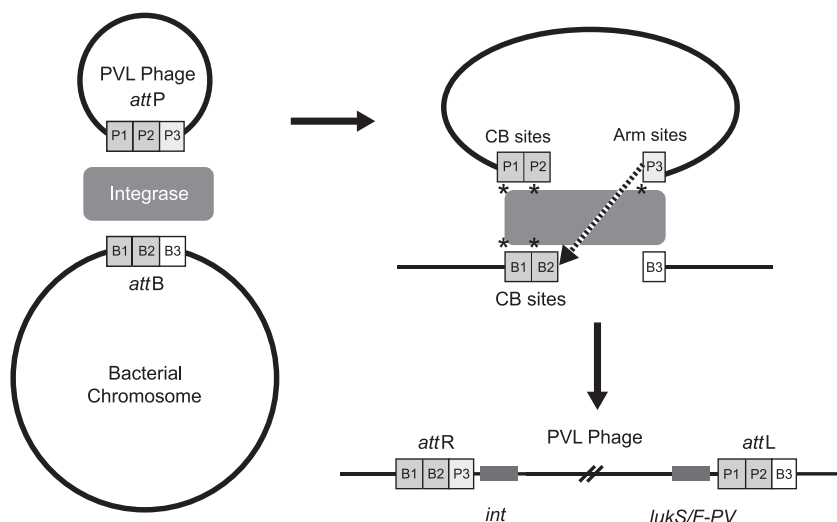 PVL Phage
attP
P1 P2 P3
Integrase
B1 B2 B3
attB
Bacterial
Chromosome
CB sites
Arm sites
P1 P2
P3
* * *
* *
B1 B2
B3
CB sites
attR
PVL Phage
attL
B1 B2 P3
P1 P2 B3
int
lukS/F-PV